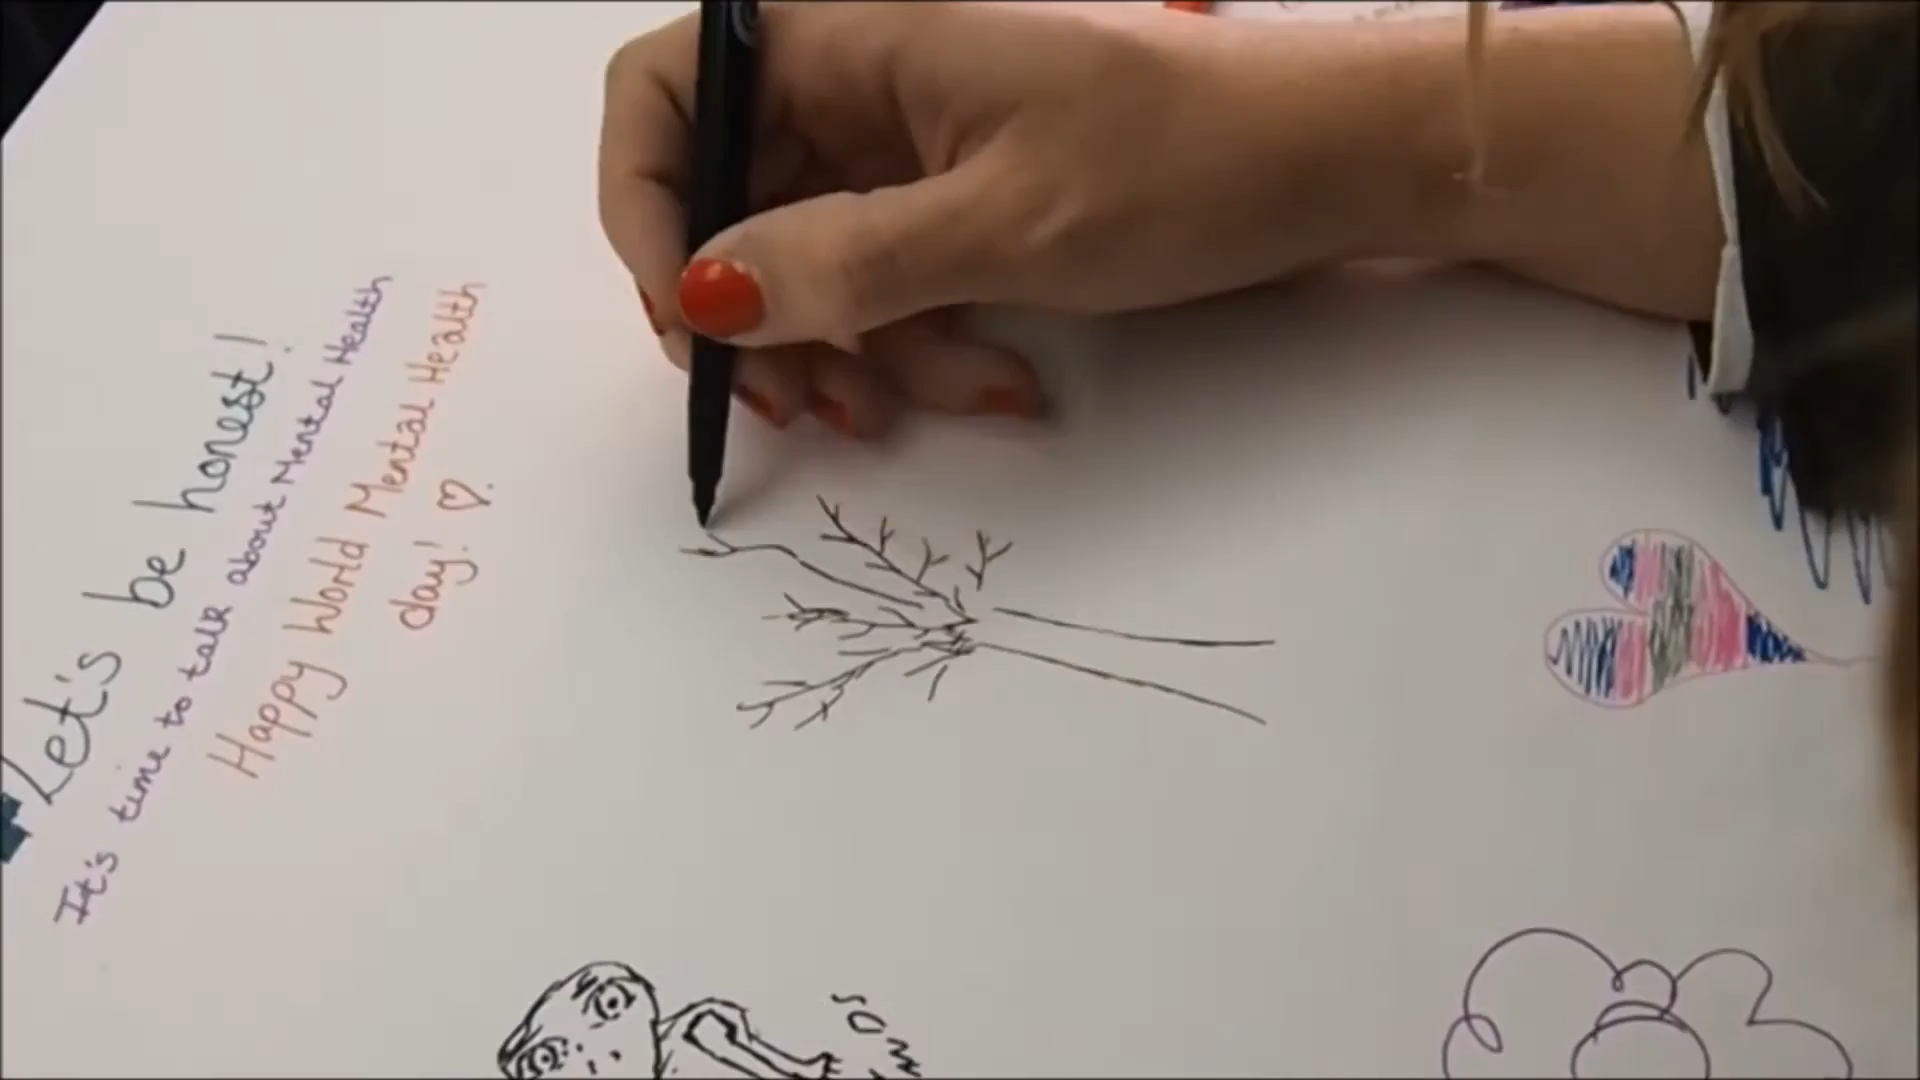 Let's be honest!
It's time to talk about Mental Health
Happy World Mental Health
day! ♡.